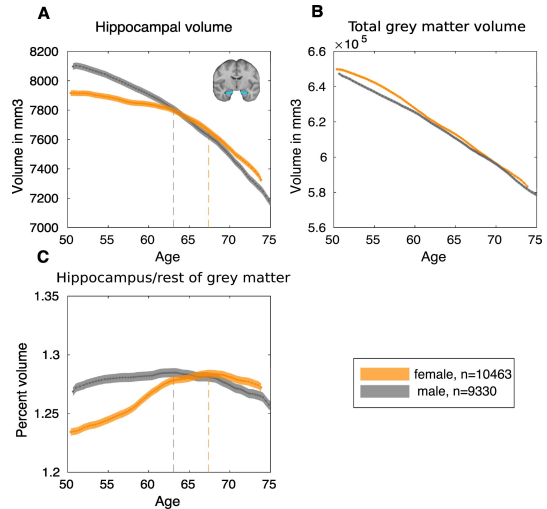 A
Hippocampal volume
8200
8000
7800
7600
7400
7200
7000
Volume in mm3
50 55 60 65 70 75
Age
B
Total grey matter volume
×10⁵
6.6
6.4
6.2
6
5.8
5.6
Volume in mm3
50 55 60 65 70 75
Age
C
Hippocampus/rest of grey matter
1.35
1.3
1.25
1.2
Percent volume
50 55 60 65 70 75
Age
female, n=10463
male, n=9330